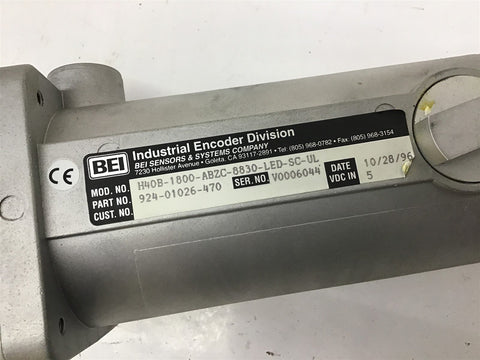 CE
BEI
Industrial Encoder Division
BEI SENSORS & SYSTEMS COMPANY
7230 Hollister Avenue • Goleta, CA 93117-2891 • Tel (805) 968-0782 • Fax: (805) 968-3154
MOD. NO. H40B-1800-ABZC-8830-LED-SC-UL DATE 10/28/96
PART NO. 924-01026-470 SER. NO. V0006044 VDC IN 5
CUST. NO.